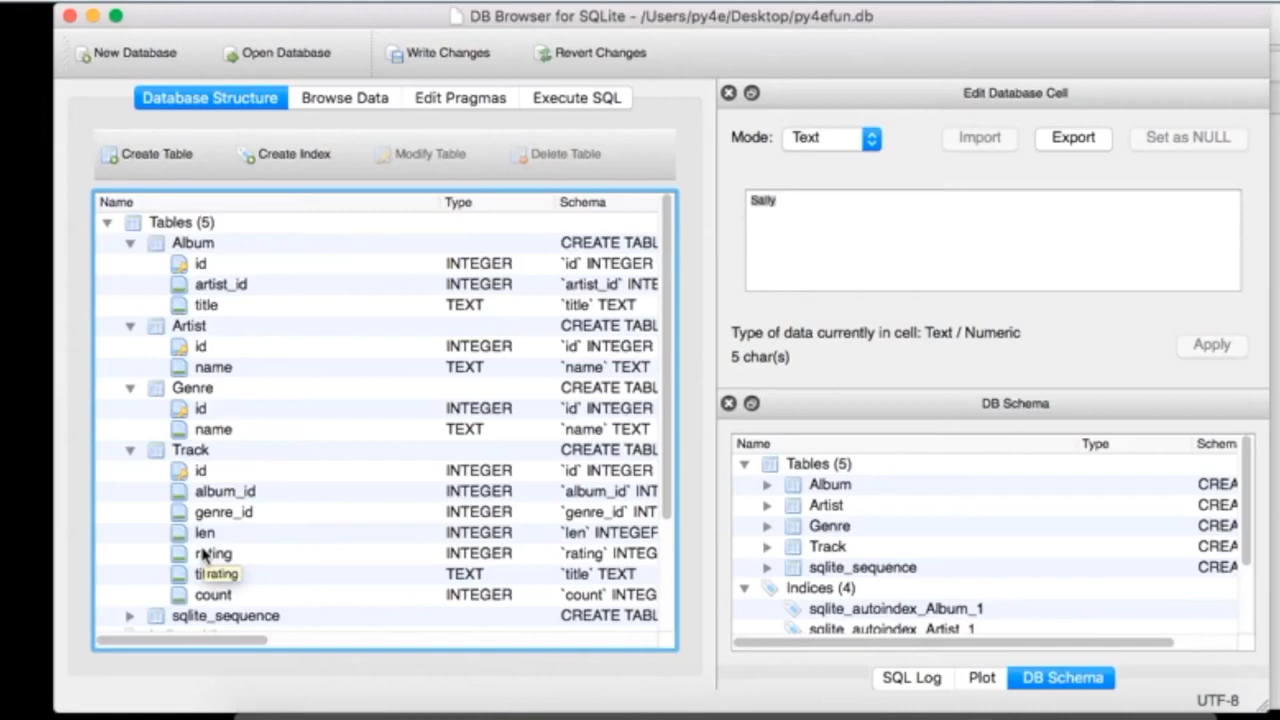 DB Browser for SQLite - /Users/py4e/Desktop/py4efun.db
New Database Open Database Write Changes Revert Changes
Database Structure Browse Data Edit Pragmas Execute SQL
Create Table Create Index Modify Table Delete Table
Name Type Schema
Tables (5)
Album CREATE TABL
id INTEGER `id` INTEGER
artist_id INTEGER `artist_id` INTE
title TEXT `title` TEXT
Artist CREATE TABL
id INTEGER `id` INTEGER
name TEXT `name` TEXT
Genre CREATE TABL
id INTEGER `id` INTEGER
name TEXT `name` TEXT
Track CREATE TABL
id INTEGER `id` INTEGER
album_id INTEGER `album_id` INT
genre_id INTEGER `genre_id` INT
len INTEGER `len` INTEGER
rating INTEGER `rating` INTEG
rating
TEXT `title` TEXT
count INTEGER `count` INTEG
sqlite_sequence CREATE TABL
Edit Database Cell
Mode: Text Import Export Set as NULL
Sally
Type of data currently in cell: Text / Numeric
5 char(s)
Apply
DB Schema
Name Type Schem
Tables (5)
Album CREA
Artist CREA
Genre CREA
Track CREA
sqlite_sequence CREA
Indices (4)
sqlite_autoindex_Album_1
sqlite_autoindex_Artist_1
SQL Log Plot DB Schema
UTF-8